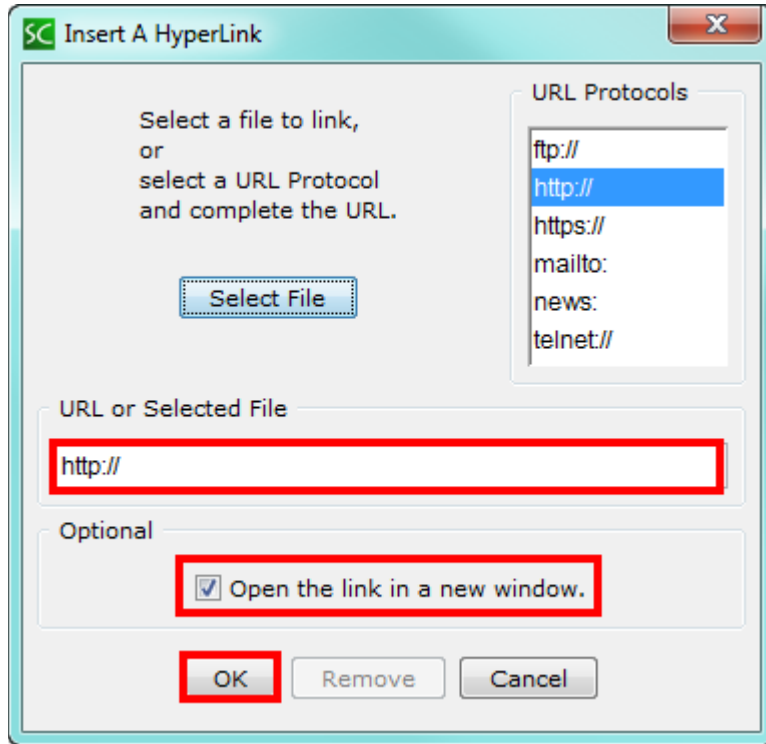 SC Insert A HyperLink
x
Select a file to link,
or
select a URL Protocol
and complete the URL.
Select File
URL Protocols
ftp://
http://
https://
mailto:
news:
telnet://
URL or Selected File
http://
Optional
Open the link in a new window.
OK Remove Cancel